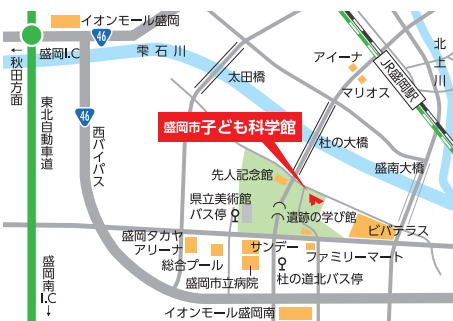 イオンモール盛岡
46
盛岡I.C
←秋田方面
雫石川
太田橋
アイーナ
マリオス
JR盛岡駅
北上川
46
東北自動車道
西バイパス
盛岡市子ども科学館
杜の大橋
盛南大橋
先人記念館
県立美術館
バス停
遺跡の学び館
ビバテラス
盛岡タカヤ
アリーナ
サンデー
ファミリーマート
総合プール
盛岡市立病院
杜の道北バス停
盛岡南I.C→
イオンモール盛岡南